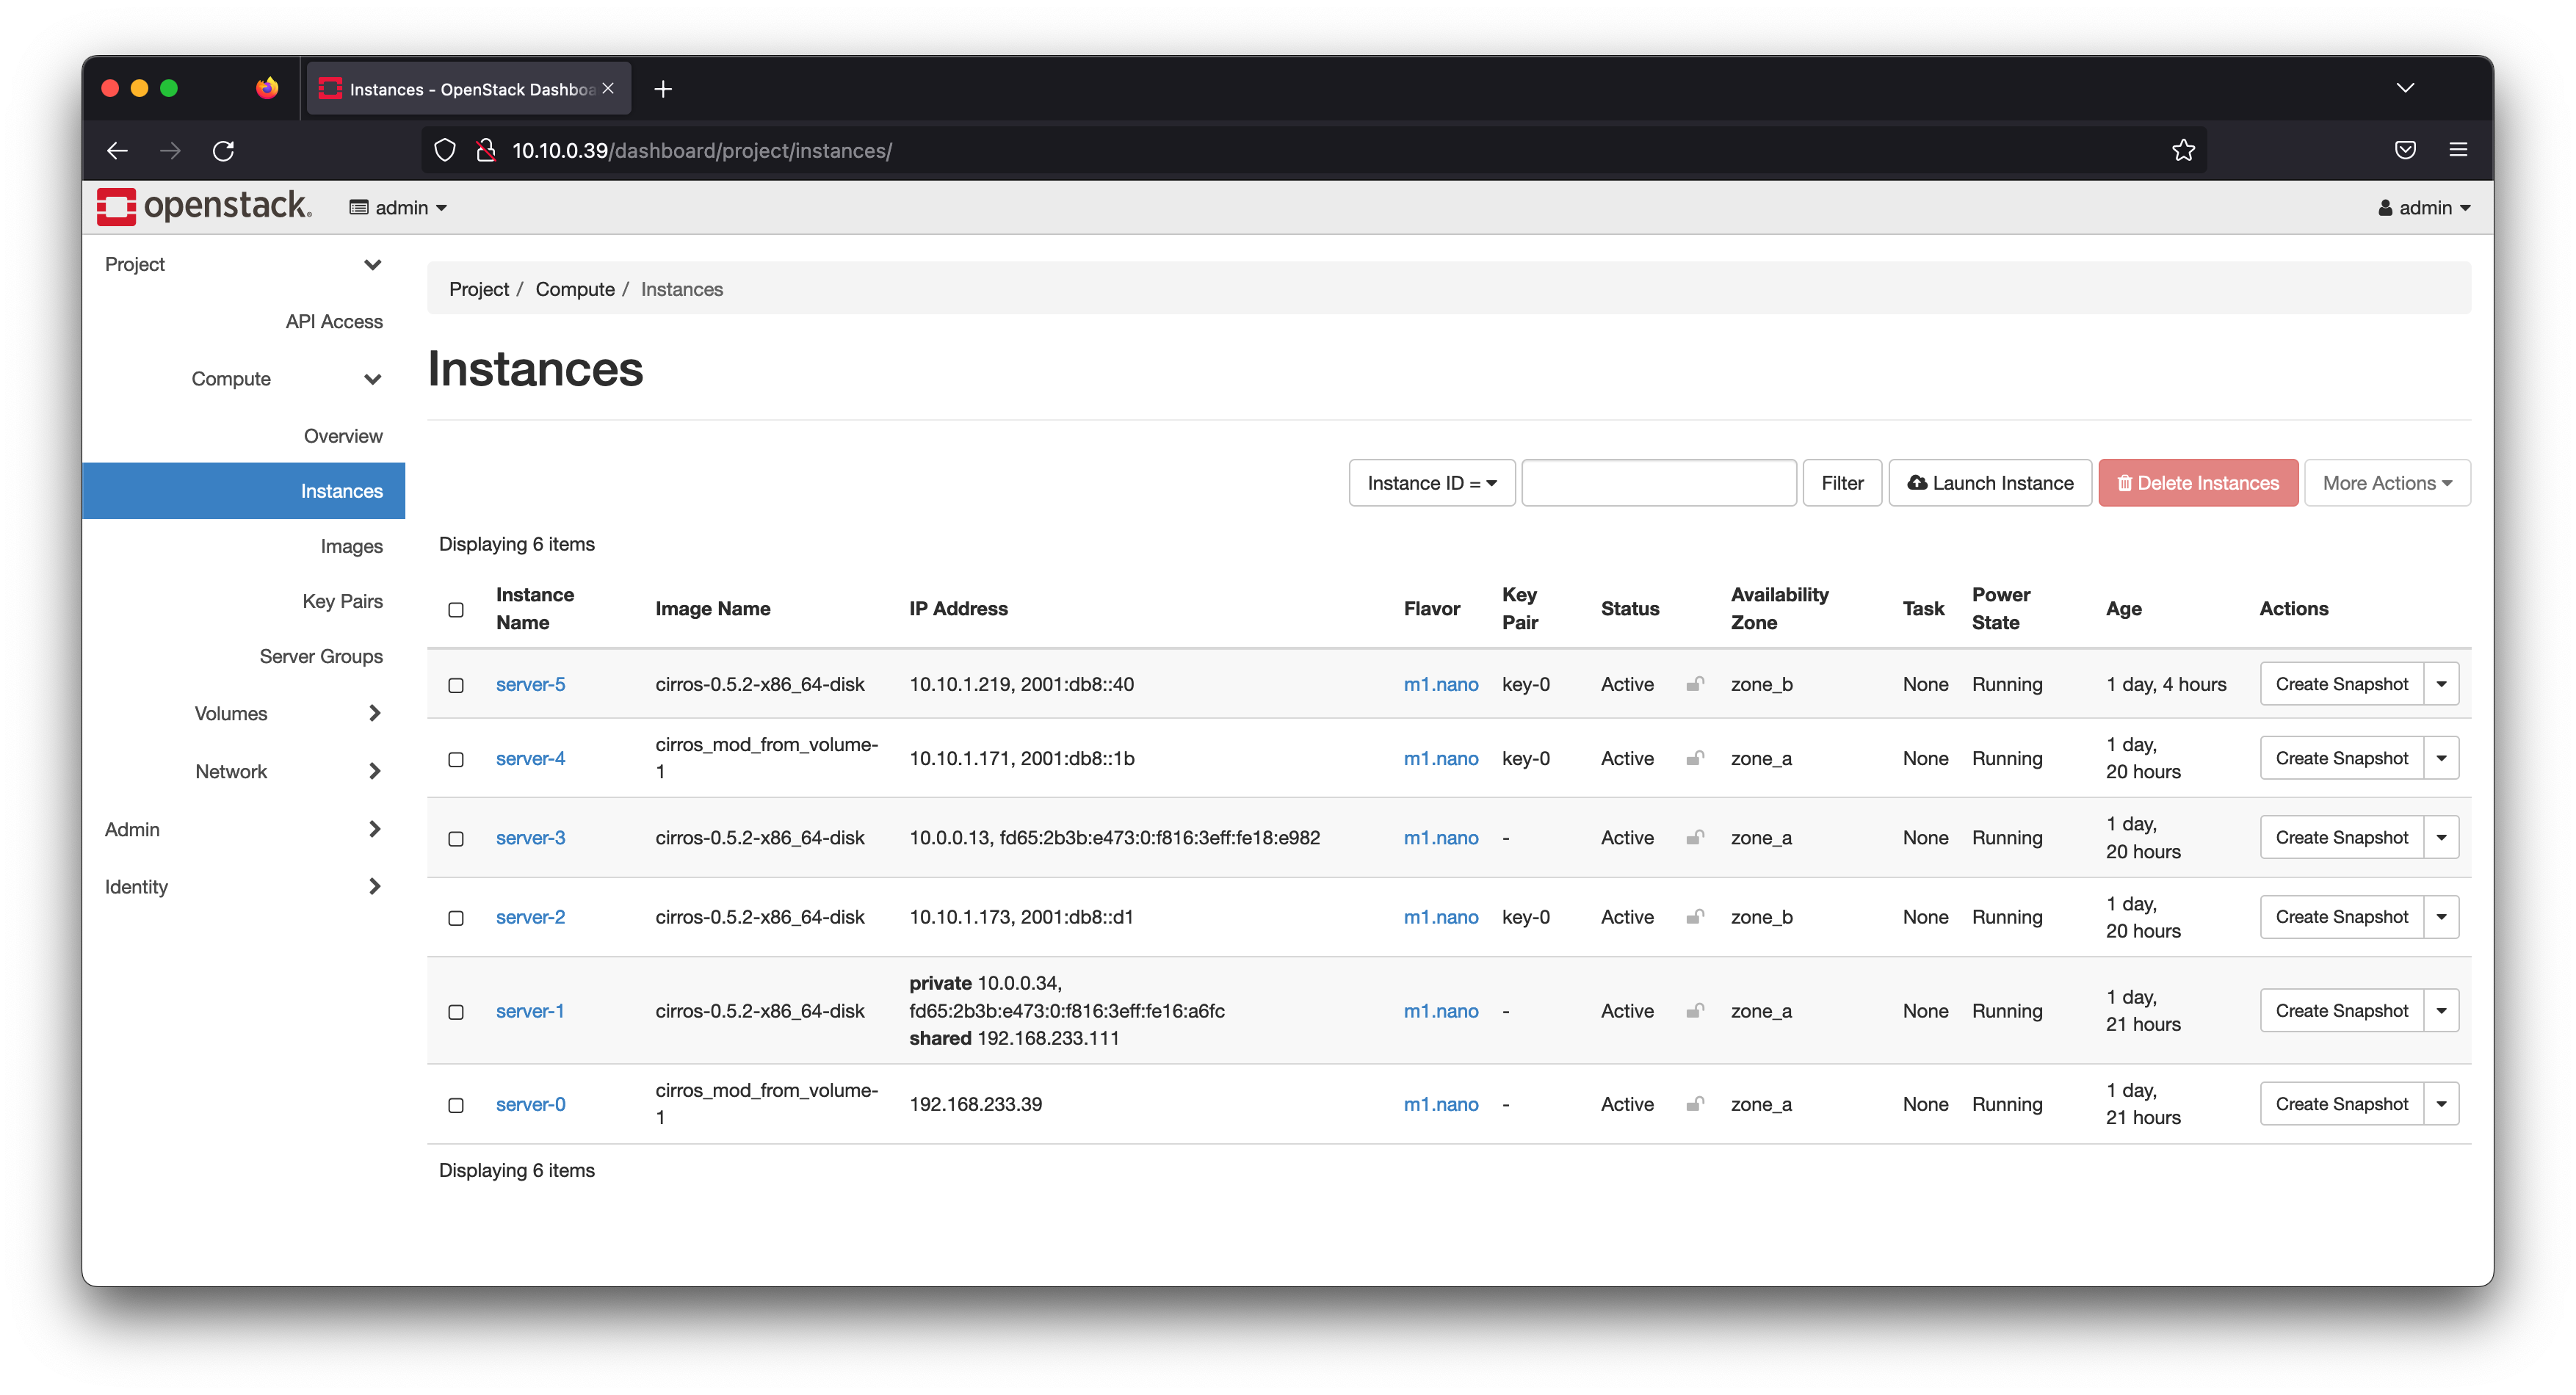 Instances - OpenStack Dashboa
10.10.0.39/dashboard/project/instances/
openstack.
admin
admin
Project
API Access
Compute
Overview
Instances
Images
Key Pairs
Server Groups
Volumes
Network
Admin
Identity
Project / Compute / Instances
Instances
Instance ID = Filter Launch Instance Delete Instances More Actions
Displaying 6 items
Instance Name Image Name IP Address Flavor Key Pair Status Availability Zone Task Power State Age Actions
server-5 cirros-0.5.2-x86_64-disk 10.10.1.219, 2001:db8::40 m1.nano key-0 Active zone_b None Running 1 day, 4 hours Create Snapshot
server-4 cirros_mod_from_volume-1 10.10.1.171, 2001:db8::1b m1.nano key-0 Active zone_a None Running 1 day, 20 hours Create Snapshot
server-3 cirros-0.5.2-x86_64-disk 10.0.0.13, fd65:2b3b:e473:0:f816:3eff:fe18:e982 m1.nano - Active zone_a None Running 1 day, 20 hours Create Snapshot
server-2 cirros-0.5.2-x86_64-disk 10.10.1.173, 2001:db8::d1 m1.nano key-0 Active zone_b None Running 1 day, 20 hours Create Snapshot
server-1 cirros-0.5.2-x86_64-disk private 10.0.0.34, fd65:2b3b:e473:0:f816:3eff:fe16:a6fc shared 192.168.233.111 m1.nano - Active zone_a None Running 1 day, 21 hours Create Snapshot
server-0 cirros_mod_from_volume-1 192.168.233.39 m1.nano - Active zone_a None Running 1 day, 21 hours Create Snapshot
Displaying 6 items